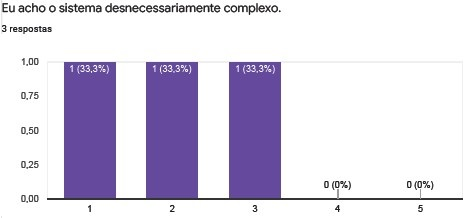 Eu acho o sistema desnecessariamente complexo.
3 respostas
1,00
0,75
0,50
0,25
0,00
1 (33,3%) 1 (33,3%) 1 (33,3%) 0 (0%) 0 (0%)
1 2 3 4 5